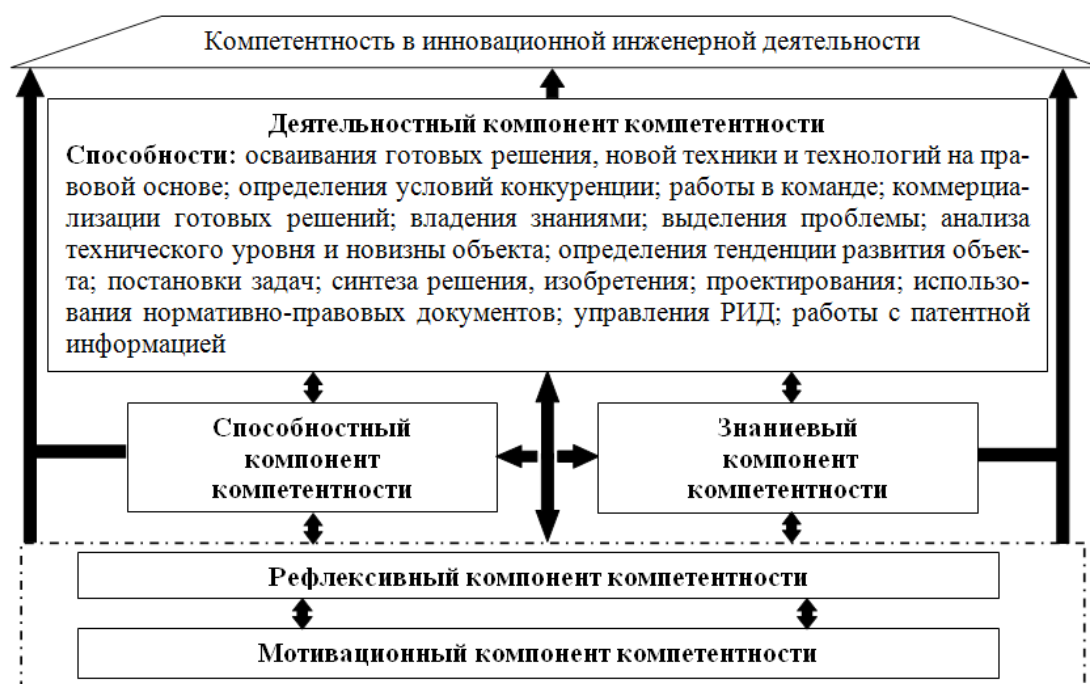 Компетентность в инновационной инженерной деятельности
Деятельностный компонент компетентности
Способности: осваивания готовых решения, новой техники и технологий на пра-
вовой основе; определения условий конкуренции; работы в команде; коммерциа-
лизации готовых решений; владения знаниями; выделения проблемы; анализа
технического уровня и новизны объекта; определения тенденции развития объек-
та; постановки задач; синтеза решения, изобретения; проектирования; использо-
вания нормативно-правовых документов; управления РИД; работы с патентной
информацией
Способностный
компонент
компетентности
Знаниевый
компонент
компетентности
Рефлексивный компонент компетентности
Мотивационный компонент компетентности